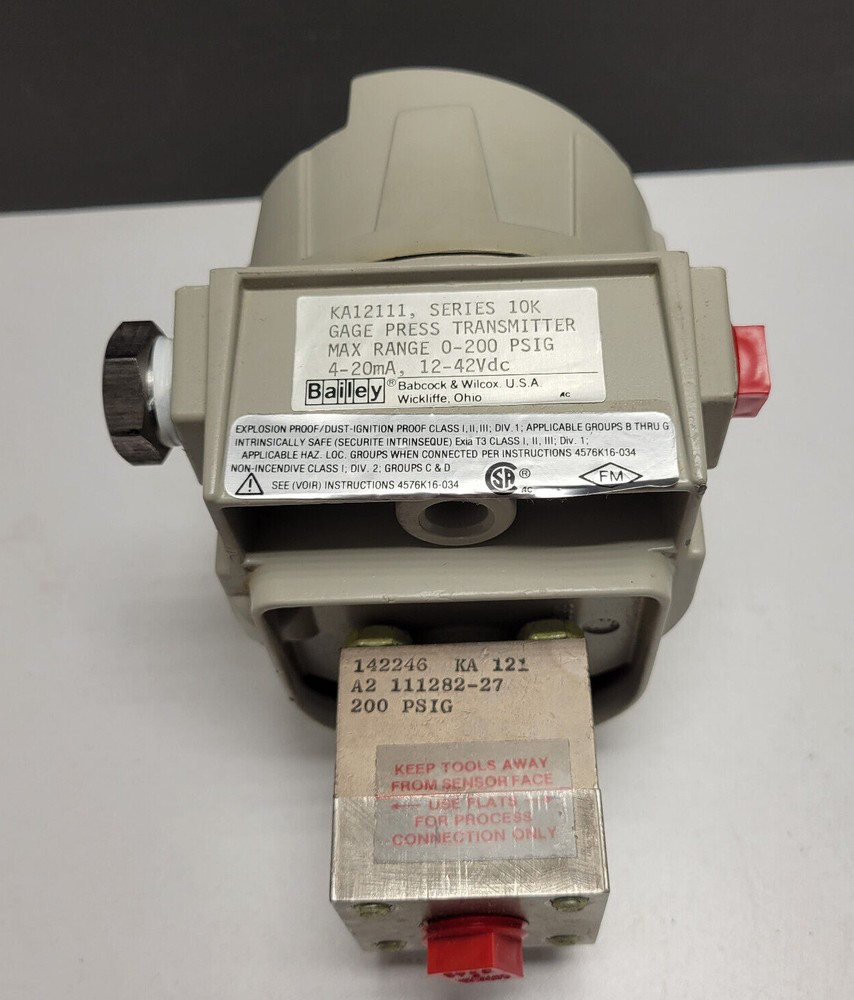 KA12111, SERIES 10K
GAGE PRESS TRANSMITTER
MAX RANGE 0-200 PSIG
4-20mA, 12-42Vdc
Bailey® Babcock & Wilcox. U.S.A.
Wickliffe, Ohio AC
EXPLOSION PROOF/DUST-IGNITION PROOF CLASS I, II, III; DIV. 1; APPLICABLE GROUPS B THRU G
INTRINSICALLY SAFE (SECURITE INTRINSEQUE) Exia T3 CLASS I, II, III; Div. 1;
APPLICABLE HAZ. LOC. GROUPS WHEN CONNECTED PER INSTRUCTIONS 4576K16-034
NON-INCENDIVE CLASS I; DIV. 2; GROUPS C & D
SEE (VOIR) INSTRUCTIONS 4576K16-034 SA® AC FM
142246 KA 121
A2 111282-27
200 PSIG
KEEP TOOLS AWAY
FROM SENSOR FACE
USE FLATS
FOR PROCESS
CONNECTION ONLY